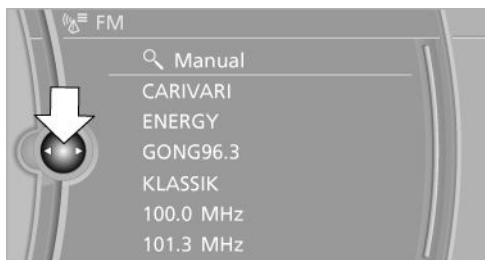 FM
Manual
CARIVARI
ENERGY
GONG96.3
KLASSIK
100.0 MHz
101.3 MHz